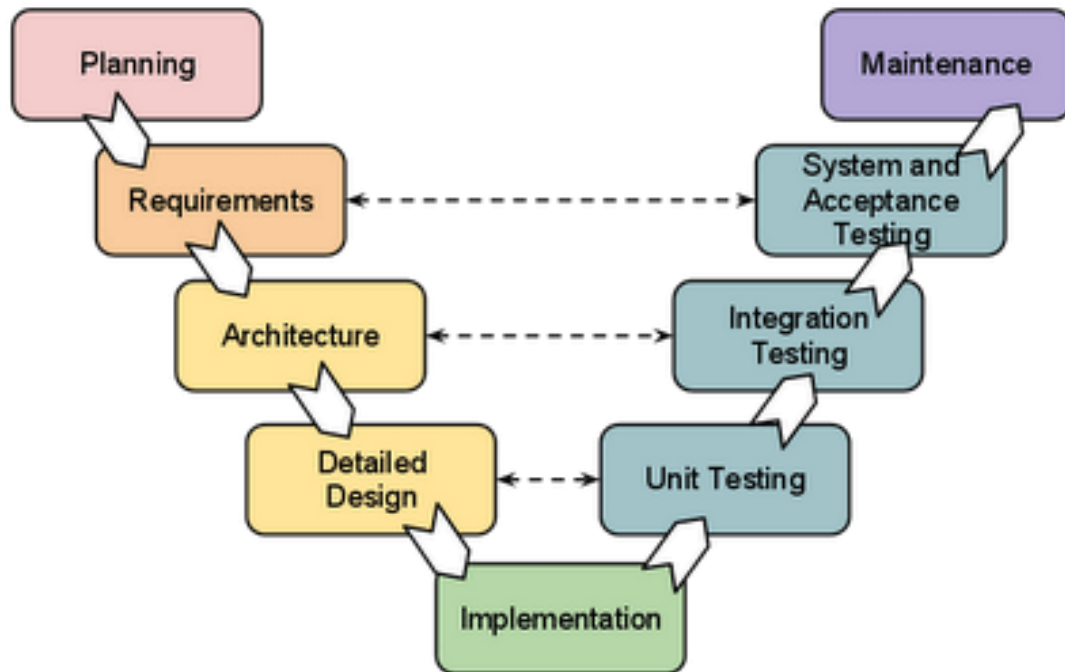 Planning
Maintenance
Requirements
System and
Acceptance
Testing
Architecture
Integration
Testing
Detailed
Design
Unit Testing
Implementation